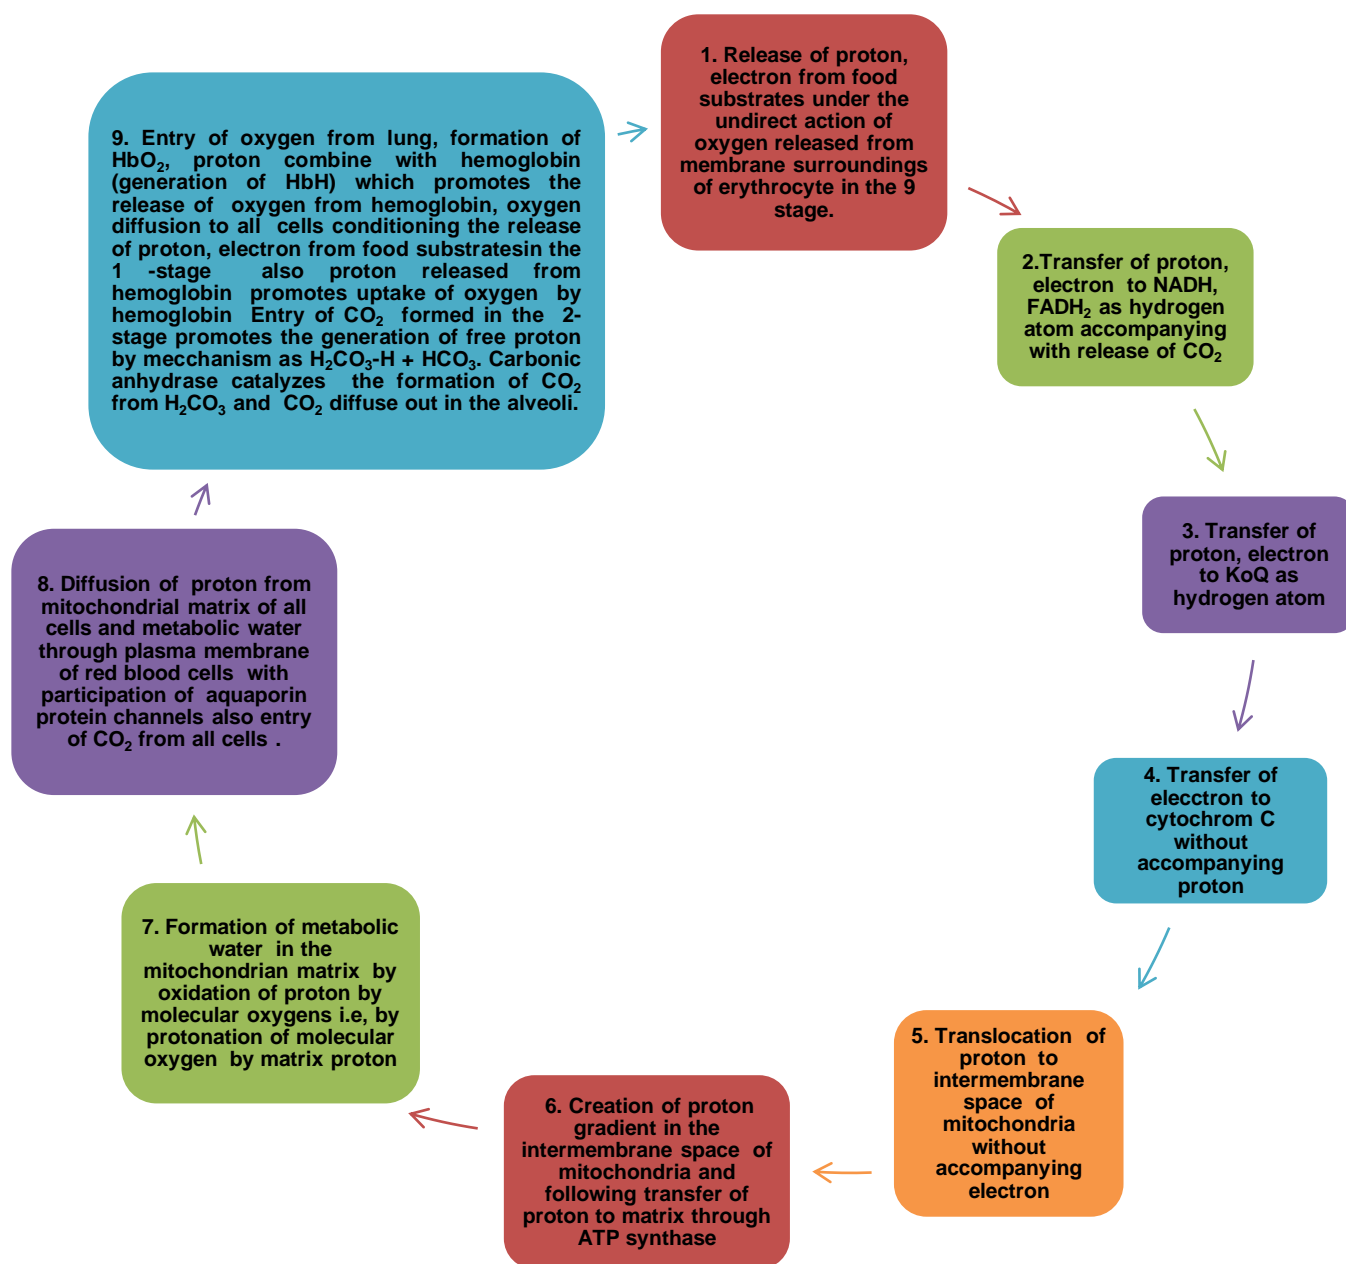 1. Release of proton,
electron from food
substrates under the
undirect action of
oxygen released from
membrane surroundings
of erythrocyte in the 9
stage.
2.Transfer of proton,
electron to NADH,
FADH₂ as hydrogen
atom accompanying
with release of CO₂
3. Transfer of
proton, electron
to KoQ as
hydrogen atom
4. Transfer of
elecctron to
cytochrom C
without
accompanying
proton
5. Translocation of
proton to
intermembrane
space of
mitochondria
without
accompanying
electron
6. Creation of proton
gradient in the
intermembrane space of
mitochondria and
following transfer of
proton to matrix through
ATP synthase
7. Formation of metabolic
water in the
mitochondrian matrix by
oxidation of proton by
molecular oxygens i.e, by
protonation of molecular
oxygen by matrix proton
8. Diffusion of proton from
mitochondrial matrix of all
cells and metabolic water
through plasma membrane
of red blood cells with
participation of aquaporin
protein channels also entry
of CO₂ from all cells .
9. Entry of oxygen from lung, formation of
HbO₂, proton combine with hemoglobin
(generation of HbH) which promotes the
release of oxygen from hemoglobin, oxygen
diffusion to all cells conditioning the release
of proton, electron from food substratesin the
1 -stage also proton released from
hemoglobin promotes uptake of oxygen by
hemoglobin Entry of CO₂ formed in the 2-
stage promotes the generation of free proton
by mecchanism as H₂CO₃-H + HCO₃. Carbonic
anhydrase catalyzes the formation of CO₂
from H₂CO₃ and CO₂ diffuse out in the alveoli.